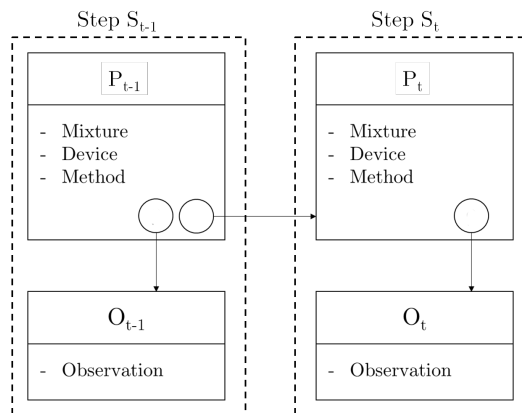 Step S_{t-1}
P_{t-1}
- Mixture
- Device
- Method
O_{t-1}
- Observation
Step S_t
P_t
- Mixture
- Device
- Method
O_t
- Observation